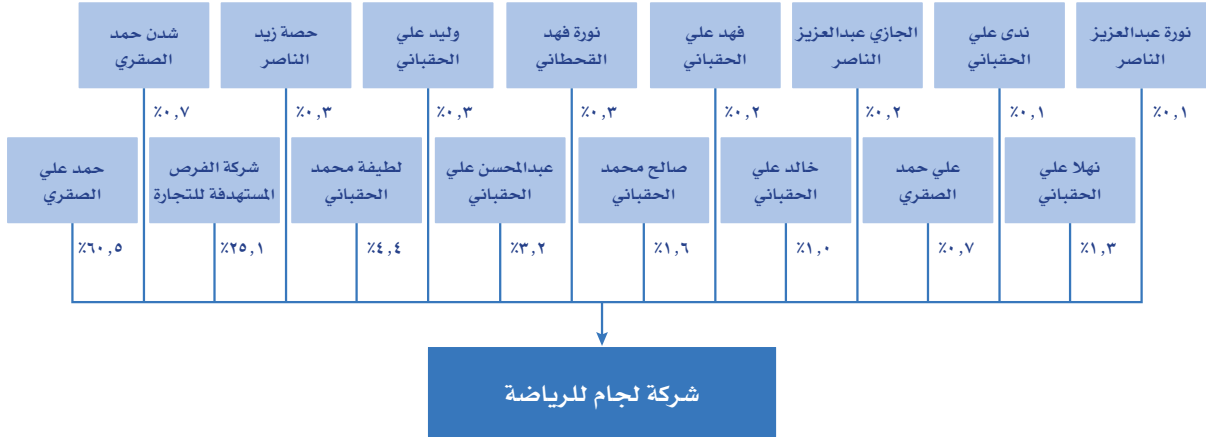 نورة عبدالعزيز
الناصر
ندى علي
الحقباني
الجازي عبدالعزيز
الناصر
فهد علي
الحقباني
نورة فهد
القحطاني
وليد علي
الحقباني
حصة زيد
الناصر
شدن حمد
الصقري
٪٠,١
٪٠,١
٪٠,٢
٪٠,٢
٪٠,٣
٪٠,٣
٪٠,٣
٪٠,٧
نهلا علي
الحقباني
علي حمد
الصقري
خالد علي
الحقباني
صالح محمد
الحقباني
عبدالمحسن علي
الحقباني
لطيفة محمد
الحقباني
شركة الفرص
المستهدفة للتجارة
حمد علي
الصقري
٪١,٣
٪٠,٧
٪١,٠
٪١,٦
٪٣,٢
٪٤,٤
٪٢٥,١
٪٦٠,٥
شركة لجام للرياضة